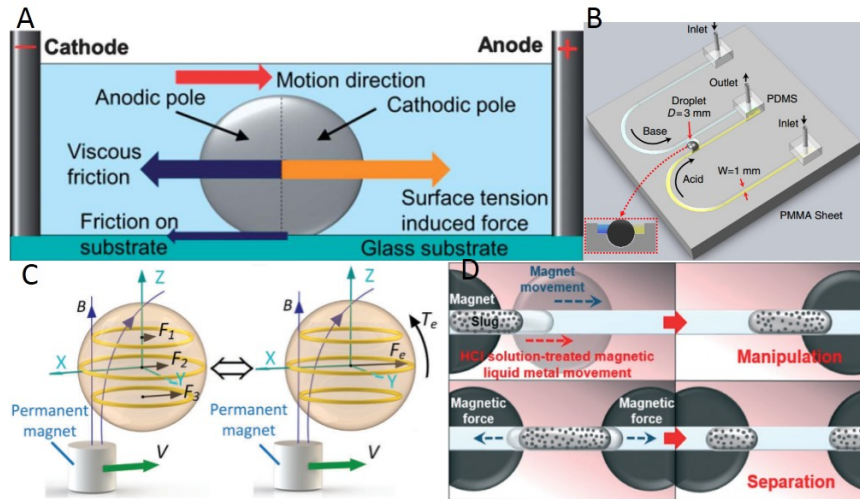 A
Cathode
Anode
−
+
Motion direction
Anodic pole
Cathodic pole
Viscous
friction
Surface tension
induced force
Friction on
substrate
Glass substrate
B
Inlet
Outlet
Droplet
D=3 mm
PDMS
Inlet
Base
Acid
W=1 mm
PMMA Sheet
C
Z
B
F1
F2
X
Y
F3
Permanent
magnet
V
Z
B
Te
Fe
X
Y
Permanent
magnet
V
D
Magnet
movement
Magnet
Slug
HCl solution-treated magnetic
liquid metal movement
Manipulation
Magnetic
force
Magnetic
force
Separation